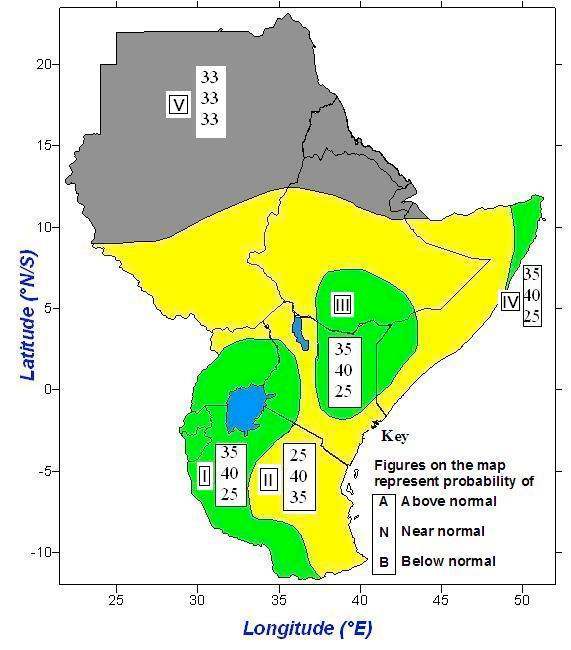 20
15
10
5
0
-5
-10
25
30
35
40
45
50
Latitude (°N/S)
Longitude (°E)
V
33
33
33
III
35
40
25
IV
35
40
25
I
35
40
25
II
25
40
35
Key
Figures on the map
represent probability of
A Above normal
N Near normal
B Below normal